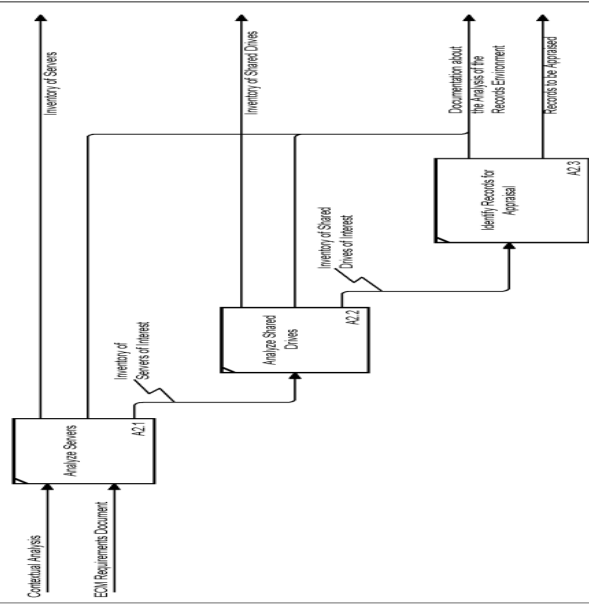 Contextual Analysis
ECM Requirements Document
Analyze Servers
A2.1
Inventory of Servers
Inventory of
Servers of Interest
Analyze Shared
Drives
A2.2
Inventory of Shared Drives
Inventory of Shared
Drives of Interest
Identify Records for
Appraisal
A2.3
Documentation about
the Analysis of the
Records Environment
Records to be Appraised